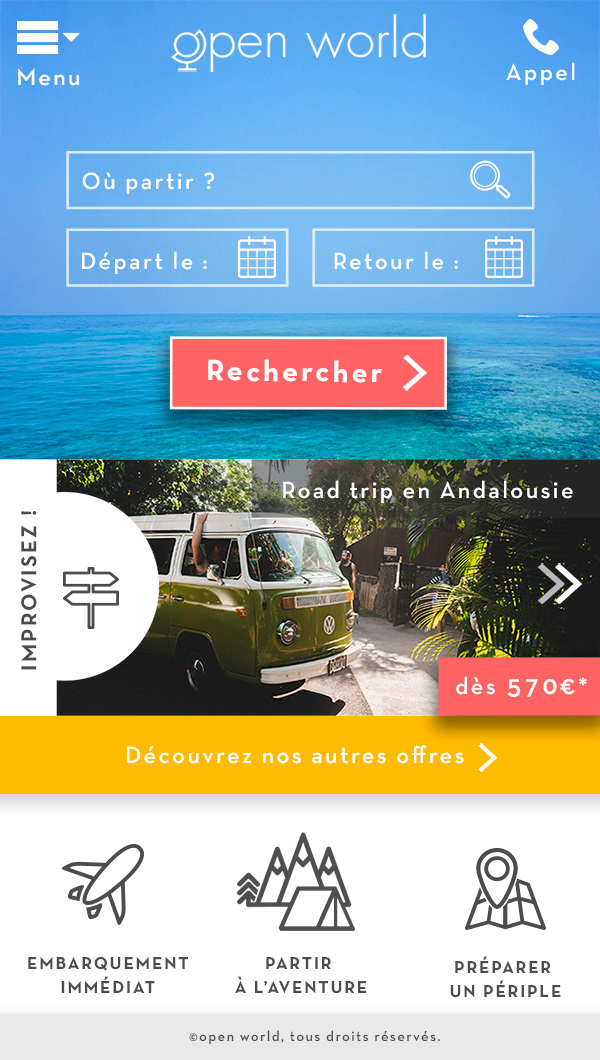 open world
Menu
Appel
Où partir ?
Départ le :
Retour le :
Rechercher
IMPROVISEZ !
Road trip en Andalousie
dès 570€*
Découvrez nos autres offres
EMBARQUEMENT
IMMÉDIAT
PARTIR
À L'AVENTURE
PRÉPARER
UN PÉRIPLE
©open world, tous droits réservés.